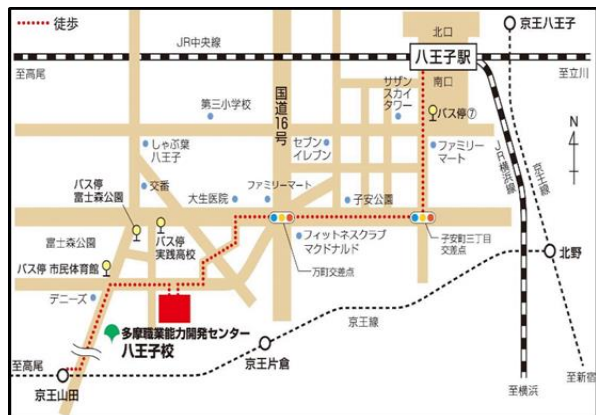 徒歩
北口
京王八王子
JR中央線
八王子駅
至高尾
至立川
南口
サザン
スカイ
タワー
バス停⑦
国道16号
第三小学校
N
しゃぶ葉
八王子
セブン
イレブン
ファミリー
マート
JR横浜線
京王線
バス停
富士森公園
交番
大生医院
ファミリーマート
子安公園
富士森公園
バス停
実践高校
フィットネスクラブ
マクドナルド
子安町三丁目
交差点
万町交差点
北野
バス停 市民体育館
デニーズ
多摩職業能力開発センター
八王子校
京王線
至高尾
京王片倉
京王山田
至横浜
至新宿